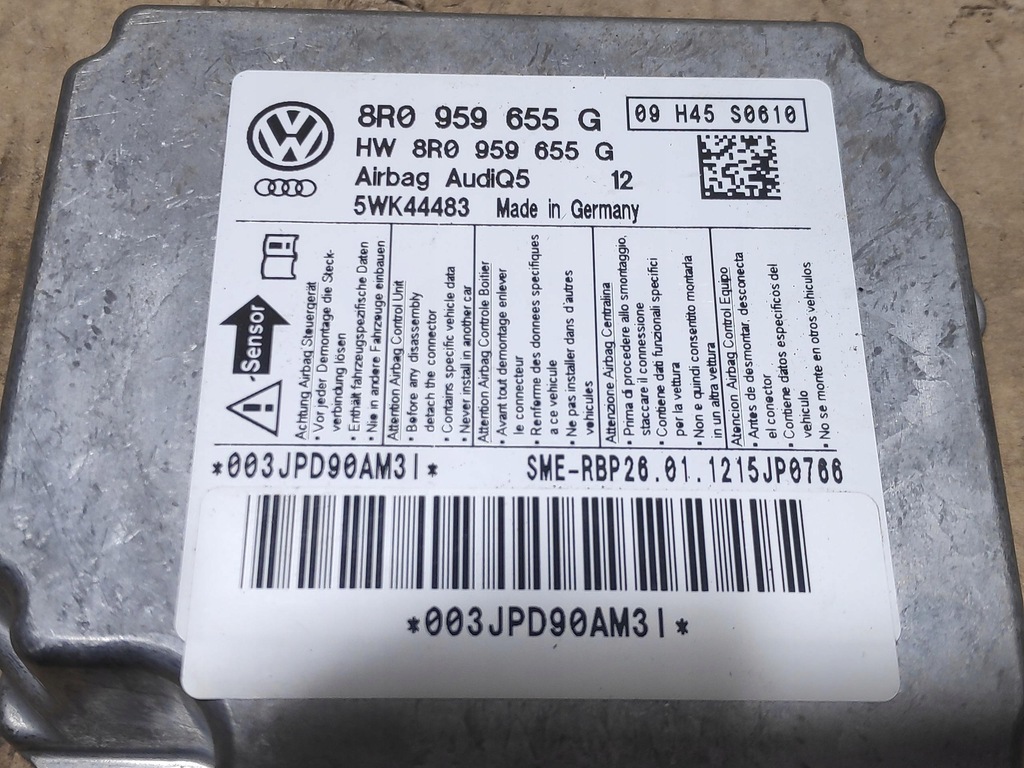 8R0 959 655 G
09 H45 S0610
HW 8R0 959 655 G
Airbag AudiQ5 12
5WK44483 Made in Germany
Sensor
Achtung Airbag Steuergerät
• Vor jeder Demontage die Steck-
verbindung lösen
• Enthält fahrzeugspezifische Daten
• Nie in andere Fahrzeuge einbauen
Attention Airbag Control Unit
• Before any disassembly
detach the connector
• Contains specific vehicle data
• Never install in another car
Attention Airbag Controle Boitier
• Avant tout demontage enlever
le connecteur
• Renferme des donnees specifiques
a ce vehicule
• Ne pas installer dans d'autres
vehicules
Attenzione Airbag Centralina
• Prima di procedere allo smontaggio,
staccare il connessione
• Contiene dati funzionali specifici
per la vettura
• Non e quindi consentito montarla
in un altra vettura
Atencion Airbag Control Equipo
• Antes de desmontar, desconecta
el conector
• Contiene datos especificos del
vehiculo
• No se monte en otros vehiculos
*003JPD90AM3I*
SME-RBP26.01.1215JP0766
*003JPD90AM3I*